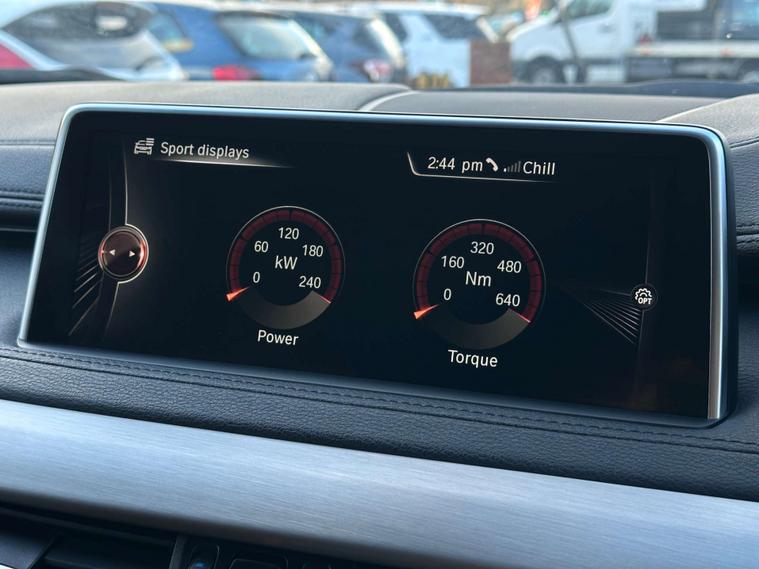 Sport displays
2:44 pm Chill
120
60 180
kW
0 240
Power
320
160 480
Nm
0 640
Torque
OPT